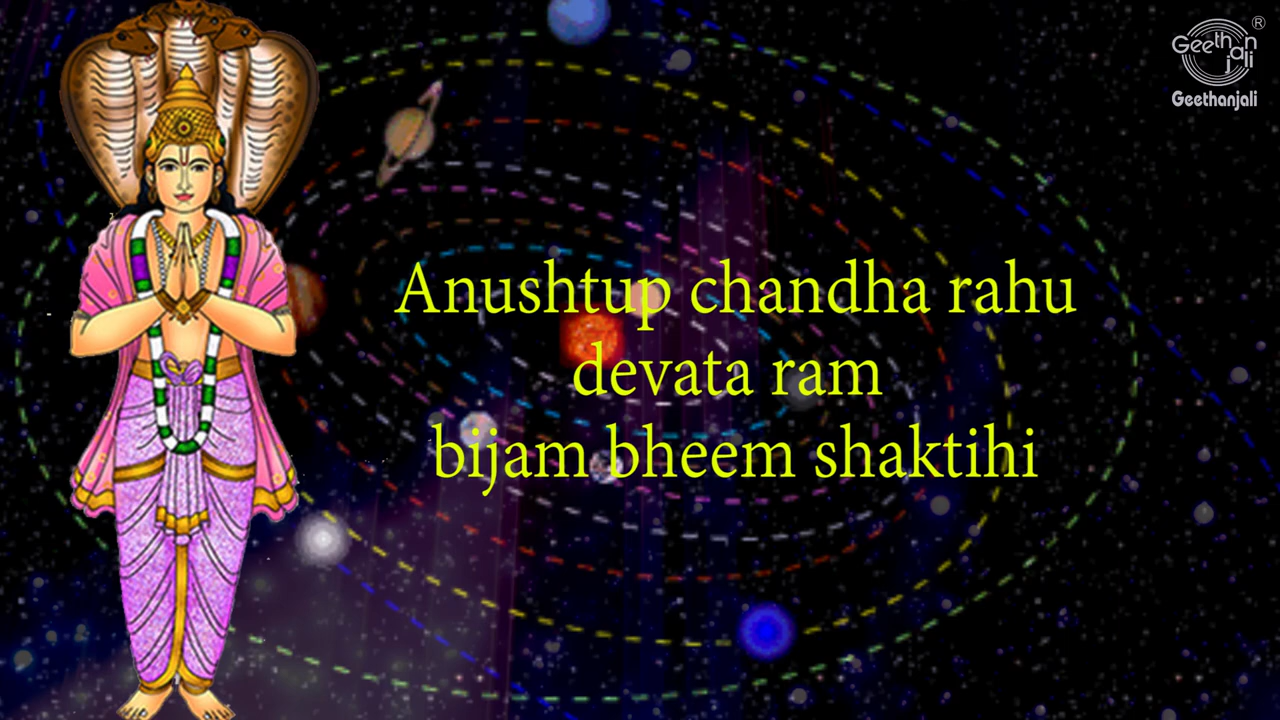 Geethanjali ®
Geethanjali
Anushtup chandha rahu
devata ram
bijam bheem shaktihi